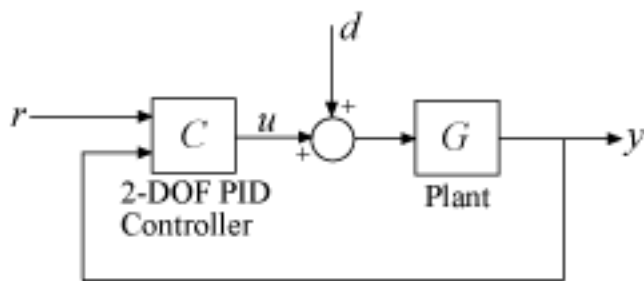 d
+
r
C
u
+
G
y
2-DOF PID
Controller
Plant